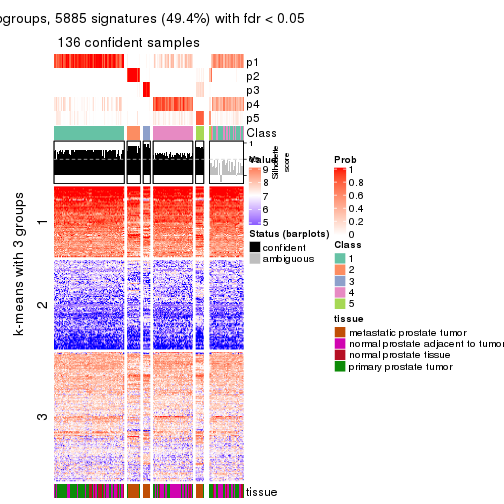 ogroups, 5885 signatures (49.4%) with fdr < 0.05
136 confident samples
p1
p2
p3
p4
p5
Class
1
0
Silhouette
score
k-means with 3 groups
1
2
3
tissue
Value
9
8
7
6
5
Status (barplots)
confident
ambiguous
Prob
1
0.8
0.6
0.4
0.2
0
Class
1
2
3
4
5
tissue
metastatic prostate tumor
normal prostate adjacent to tumor
normal prostate tissue
primary prostate tumor